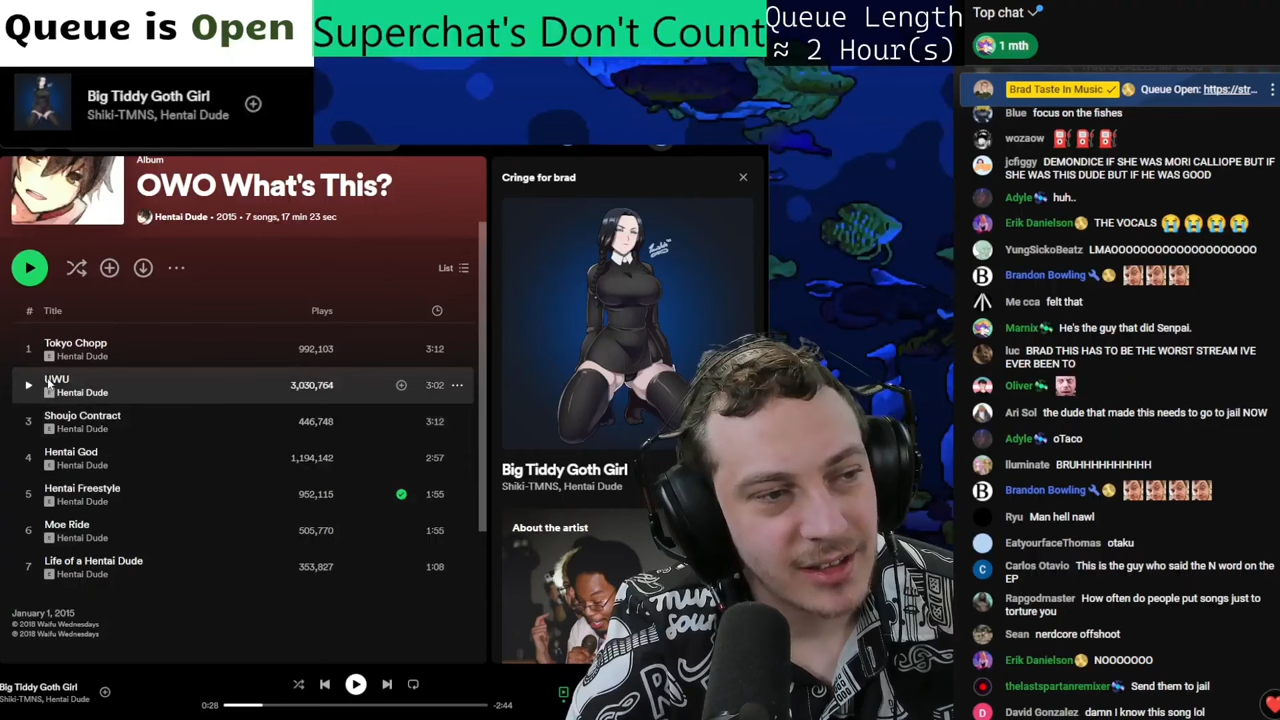 Queue is Open
Superchat's Don't Count
Queue Length
≈ 2 Hour(s)
Big Tiddy Goth Girl
Shiki-TMNS, Hentai Dude
Album
OWO What's This?
Hentai Dude • 2015 • 7 songs, 17 min 23 sec
List
# Title Plays
1 Tokyo Chopp 992,103 3:12
E Hentai Dude
UWU 3,030,764 3:02
E Hentai Dude
3 Shoujo Contract 446,748 3:12
E Hentai Dude
4 Hentai God 1,194,142 2:57
E Hentai Dude
5 Hentai Freestyle 952,115 1:55
E Hentai Dude
6 Moe Ride 505,770 1:55
E Hentai Dude
7 Life of a Hentai Dude 353,827 1:08
E Hentai Dude
January 1, 2015
© 2018 Waifu Wednesdays
℗ 2018 Waifu Wednesdays
Cringe for brad
Big Tiddy Goth Girl
Shiki-TMNS, Hentai Dude
About the artist
Big Tiddy Goth Girl
Shiki-TMNS, Hentai Dude
0:28
-2:44
Top chat
1 mth
Brad Taste In Music Queue Open: https://str...
Blue focus on the fishes
wozaow
jcfiggy DEMONDICE IF SHE WAS MORI CALLIOPE BUT IF
SHE WAS THIS DUDE BUT IF HE WAS GOOD
Adyle huh..
Erik Danielson THE VOCALS
YungSickoBeatz LMAOOOOOOOOOOOOOOOOOOO
Brandon Bowling
Me cca felt that
Marnix He's the guy that did Senpai.
luc BRAD THIS HAS TO BE THE WORST STREAM IVE
EVER BEEN TO
Oliver
Ari Sol the dude that made this needs to go to jail NOW
Adyle oTaco
Iluminate BRUHHHHHHHHHH
Brandon Bowling
Ryu Man hell nawl
EatyourfaceThomas otaku
Carlos Otavio This is the guy who said the N word on the
EP
Rapgodmaster How often do people put songs just to
torture you
Sean nerdcore offshoot
Erik Danielson NOOOOOO
thelastspartanremixer Send them to jail
David Gonzalez damn I know this song lol